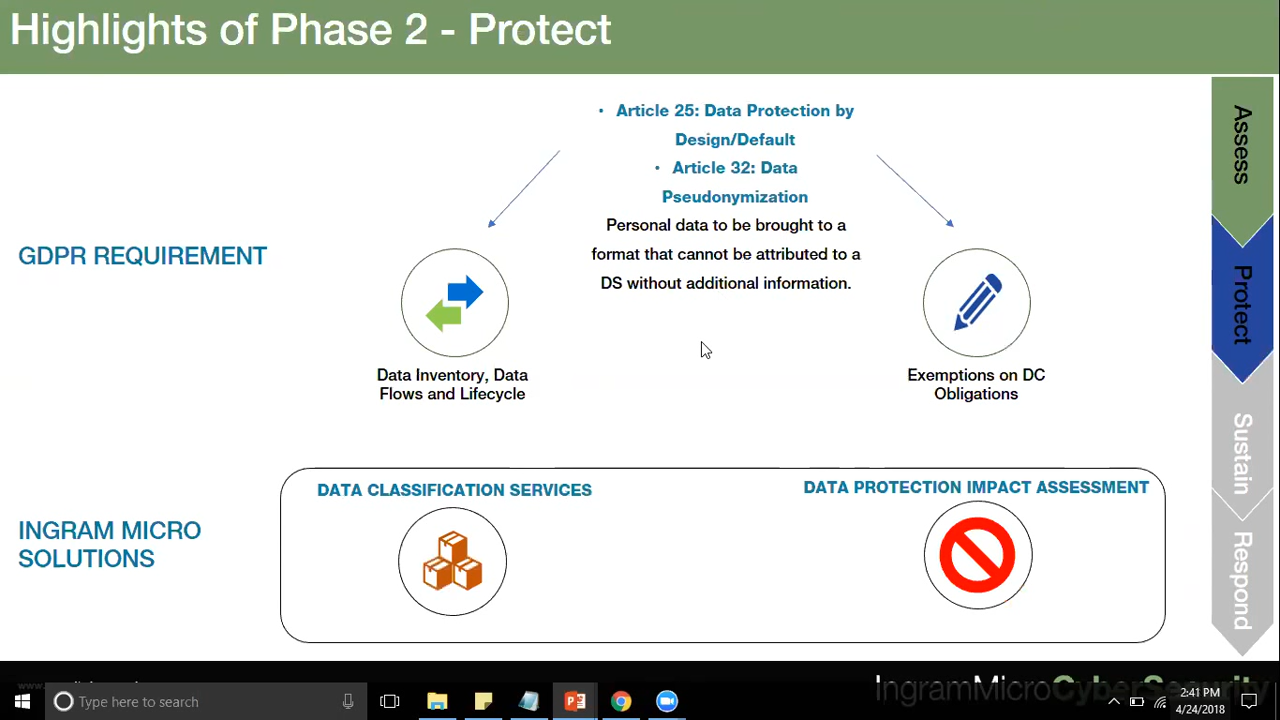 Highlights of Phase 2 - Protect
• Article 25: Data Protection by
Design/Default
• Article 32: Data
Pseudonymization
Personal data to be brought to a
format that cannot be attributed to a
DS without additional information.
GDPR REQUIREMENT
Data Inventory, Data
Flows and Lifecycle
Exemptions on DC
Obligations
INGRAM MICRO
SOLUTIONS
DATA CLASSIFICATION SERVICES
DATA PROTECTION IMPACT ASSESSMENT
Assess
Protect
Sustain
Respond
IngramMicroCyberSecurity
Type here to search
2:41 PM
4/24/2018